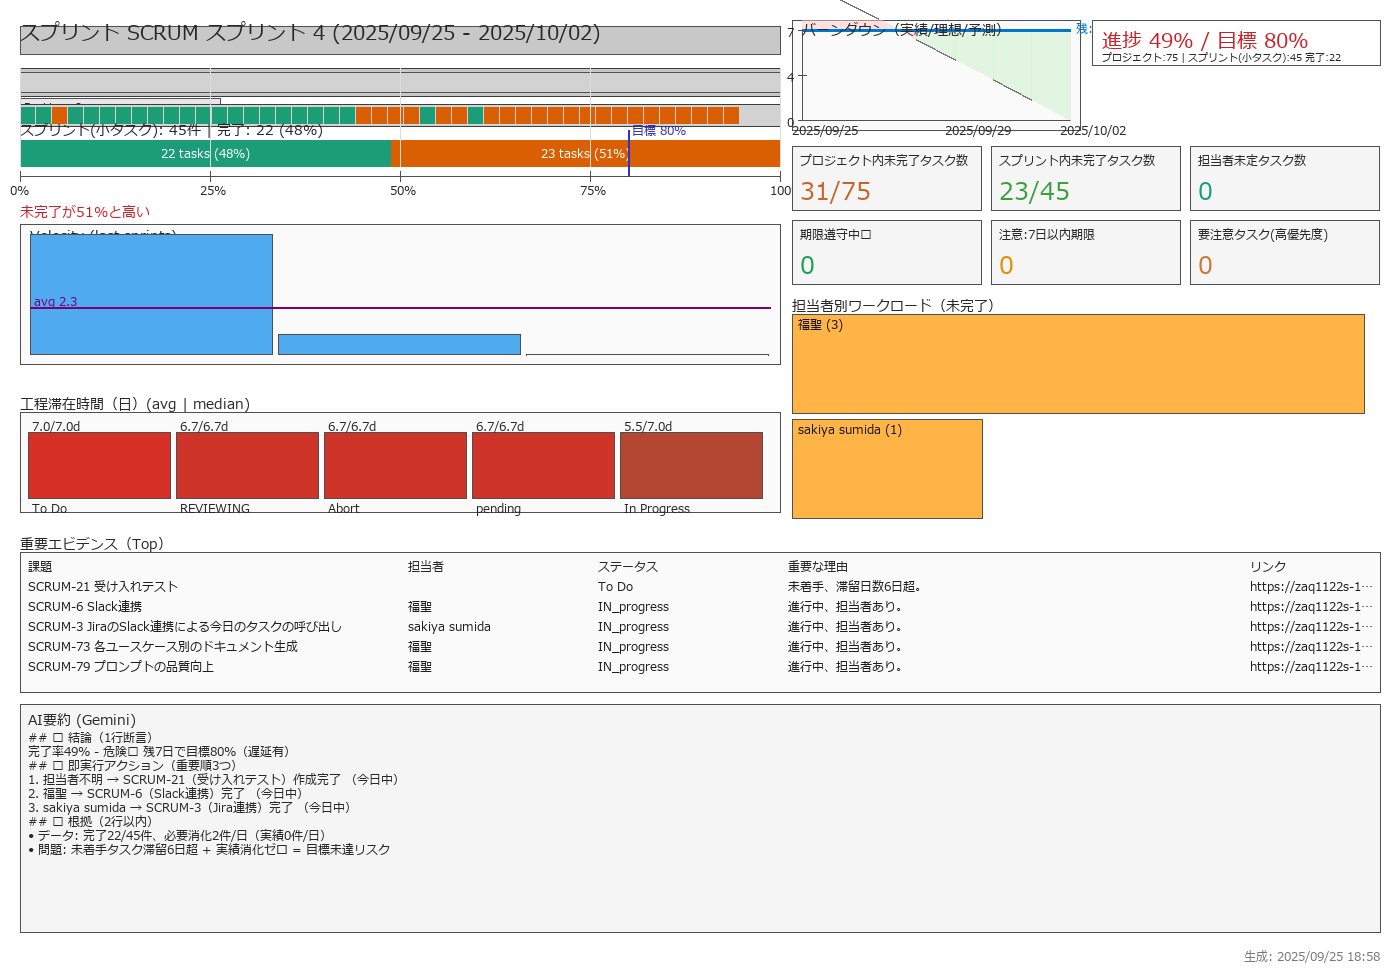 スプリント SCRUM スプリント 4 (2025/09/25 - 2025/10/02)
スプリント(小タスク): 45件 | 完了: 22 (48%)
目標 80%
22 tasks (48%)
23 tasks (51%)
0%
25%
50%
75%
100
未完了が51%と高い
Velocity (last sprints)
avg 2.3
工程滞在時間（日）(avg | median)
7.0/7.0d
6.7/6.7d
6.7/6.7d
6.7/6.7d
5.5/7.0d
To Do
REVIEWING
Abort
pending
In Progress
バーンダウン（実績/理想/予測）
残:
7
4
0
2025/09/25
2025/09/29
2025/10/02
進捗 49% / 目標 80%
プロジェクト:75 | スプリント(小タスク):45 完了:22
プロジェクト内未完了タスク数
31/75
スプリント内未完了タスク数
23/45
担当者未定タスク数
0
期限遵守中□
0
注意:7日以内期限
0
要注意タスク(高優先度)
0
担当者別ワークロード（未完了）
福聖 (3)
sakiya sumida (1)
重要エビデンス（Top）
課題 担当者 ステータス 重要な理由 リンク
SCRUM-21 受け入れテスト To Do 未着手、滞留日数6日超。 https://zaq1122s-1…
SCRUM-6 Slack連携 福聖 IN_progress 進行中、担当者あり。 https://zaq1122s-1…
SCRUM-3 JiraのSlack連携による今日のタスクの呼び出し sakiya sumida IN_progress 進行中、担当者あり。 https://zaq1122s-1…
SCRUM-73 各ユースケース別のドキュメント生成 福聖 IN_progress 進行中、担当者あり。 https://zaq1122s-1…
SCRUM-79 プロンプトの品質向上 福聖 IN_progress 進行中、担当者あり。 https://zaq1122s-1…
AI要約 (Gemini)
## □ 結論（1行断言）
完了率49% - 危険□ 残7日で目標80%（遅延有）
## □ 即実行アクション（重要順3つ）
1. 担当者不明 → SCRUM-21（受け入れテスト）作成完了 （今日中）
2. 福聖 → SCRUM-6（Slack連携）完了 （今日中）
3. sakiya sumida → SCRUM-3（Jira連携）完了 （今日中）
## □ 根拠（2行以内）
• データ: 完了22/45件、必要消化2件/日（実績0件/日）
• 問題: 未着手タスク滞留6日超 + 実績消化ゼロ = 目標未達リスク
生成: 2025/09/25 18:58